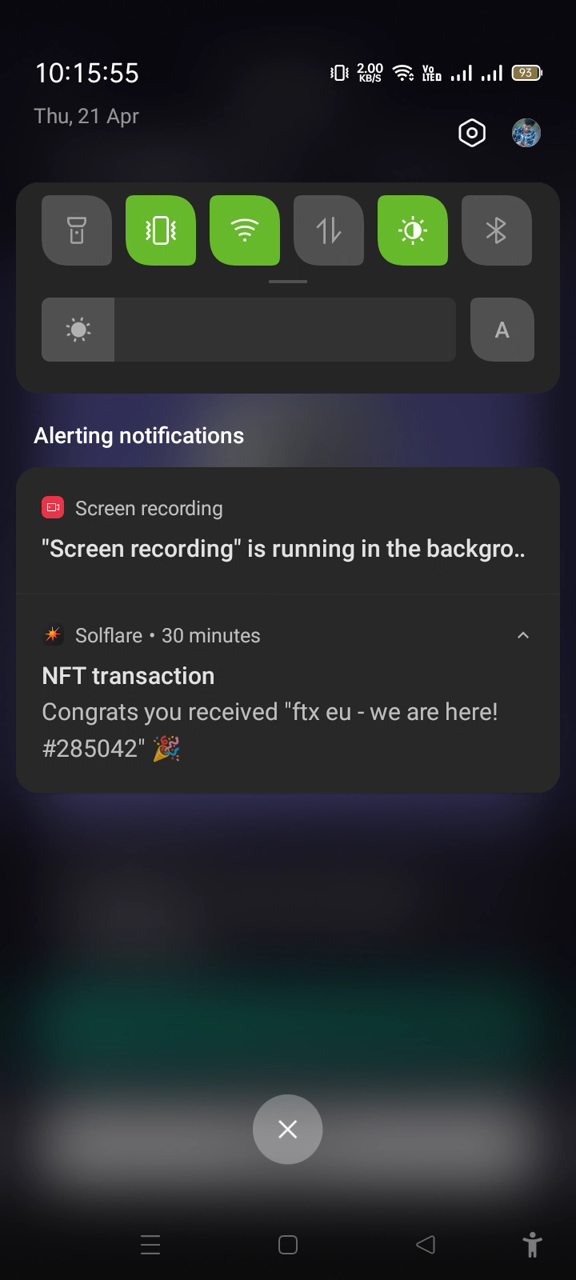 10:15:55
2.00
KB/S
Vo
LTED
93
Thu, 21 Apr
A
Alerting notifications
Screen recording
"Screen recording" is running in the backgro..
Solflare • 30 minutes
NFT transaction
Congrats you received "ftx eu - we are here!
#285042" 🎉